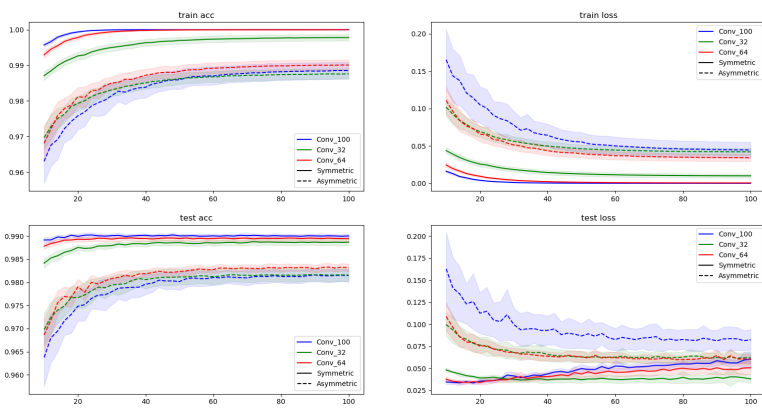 train acc
1.00
0.99
0.98
0.97
0.96
20
40
60
80
100
Conv_100
Conv_32
Conv_64
Symmetric
Asymmetric
train loss
0.20
0.15
0.10
0.05
0.00
20
40
60
80
100
Conv_100
Conv_32
Conv_64
Symmetric
Asymmetric
test acc
0.990
0.985
0.980
0.975
0.970
0.965
0.960
20
40
60
80
100
Conv_100
Conv_32
Conv_64
Symmetric
Asymmetric
test loss
0.200
0.175
0.150
0.125
0.100
0.075
0.050
0.025
20
40
60
80
100
Conv_100
Conv_32
Conv_64
Symmetric
Asymmetric